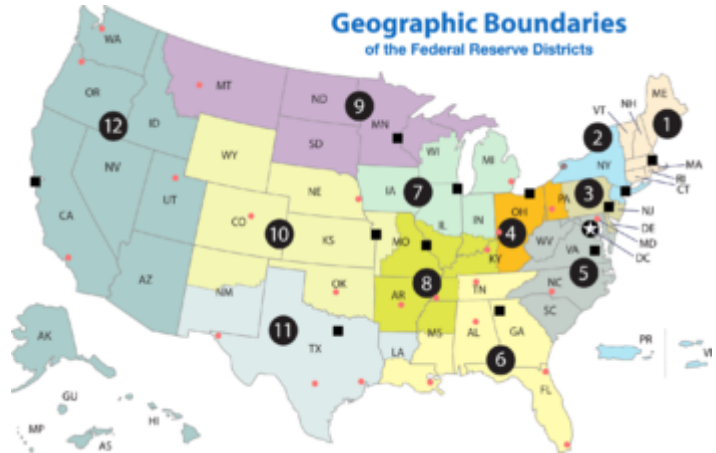 Geographic Boundaries
of the Federal Reserve Districts
WA
MT
ND
MN
9
ME
1
VT
NH
OR
12
ID
SD
WI
MI
2
NY
MA
RI
CT
WY
IA
7
3
PA
NJ
NV
UT
NE
IL
IN
OH
4
DE
MD
DC
CA
CO
10
KS
MO
WV
VA
KY
5
AZ
NM
OK
AR
8
TN
NC
SC
11
TX
LA
MS
AL
GA
6
FL
AK
PR
VI
GU
HI
MP
AS